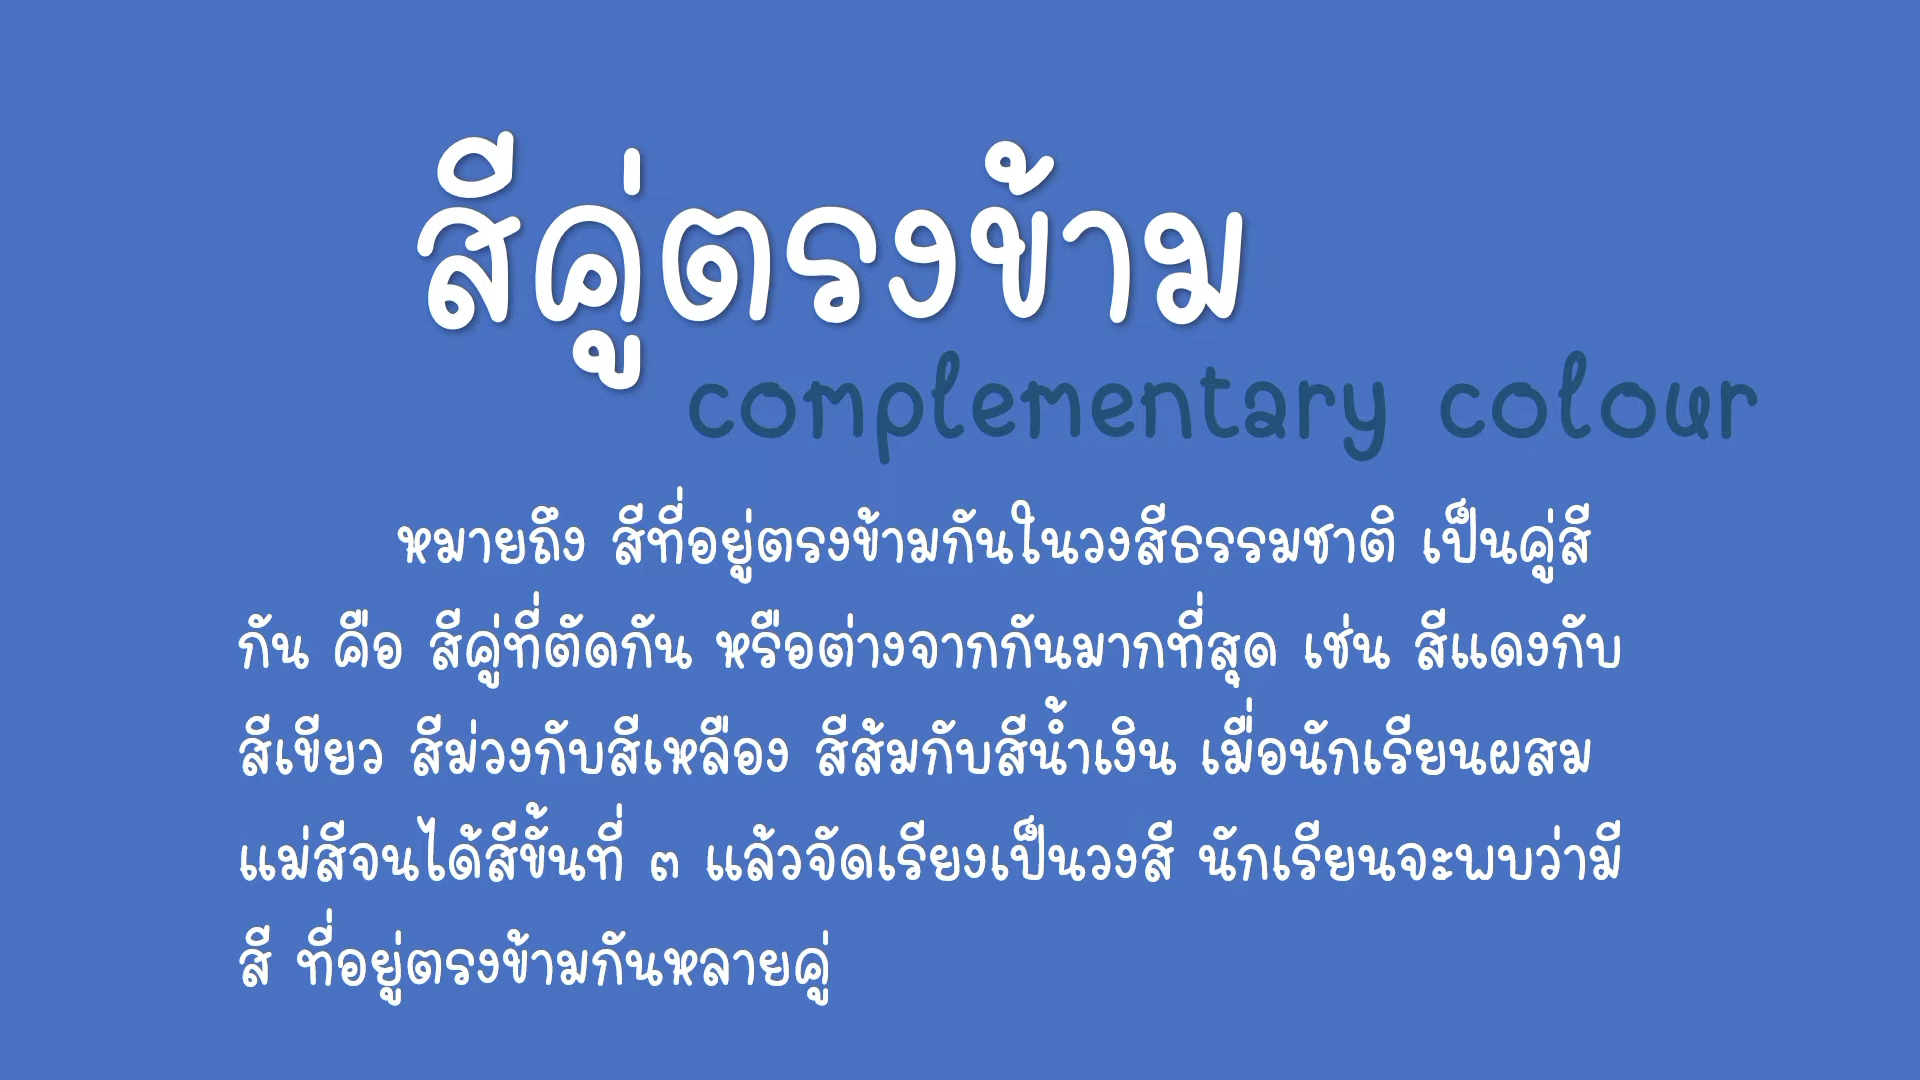 สีคู่ตรงข้าม
complementary colour
หมายถึง สีที่อยู่ตรงข้ามกันในวงสีธรรมชาติ เป็นคู่สี
กัน คือ สีคู่ที่ตัดกัน หรือต่างจากกันมากที่สุด เช่น สีแดงกับ
สีเขียว สีม่วงกับสีเหลือง สีส้มกับสีน้ำเงิน เมื่อนักเรียนผสม
แม่สีจนได้สีขั้นที่ ๓ แล้วจัดเรียงเป็นวงสี นักเรียนจะพบว่ามี
สี ที่อยู่ตรงข้ามกันหลายคู่